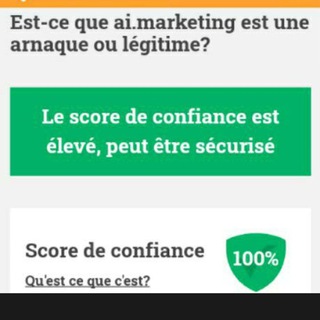 Est-ce que ai.marketing est une
arnaque ou légitime?
Le score de confiance est
élevé, peut être sécurisé
Score de confiance
100%
Qu'est ce que c'est?